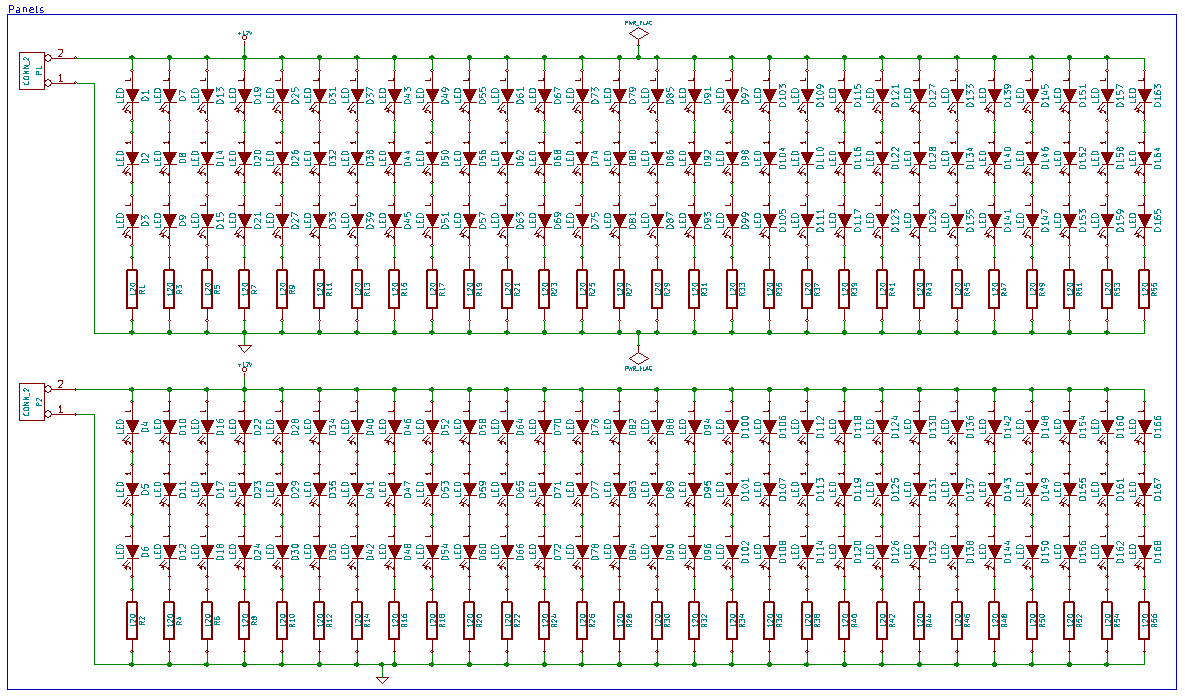 Panels
+12V
PWR_FLAG
CONN_2 P1 2 1
LED D1 LED D7 LED D13 LED D19 LED D25 LED D31 LED D37 LED D43 LED D49 LED D55 LED D61 LED D67 LED D73 LED D79 LED D85 LED D91 LED D97 LED D103 LED D109 LED D115 LED D121 LED D127 LED D133 LED D139 LED D145 LED D151 LED D157 LED D163
LED D2 LED D8 LED D14 LED D20 LED D26 LED D32 LED D38 LED D44 LED D50 LED D56 LED D62 LED D68 LED D74 LED D80 LED D86 LED D92 LED D98 LED D104 LED D110 LED D116 LED D122 LED D128 LED D134 LED D140 LED D146 LED D152 LED D158 LED D164
LED D3 LED D9 LED D15 LED D21 LED D27 LED D33 LED D39 LED D45 LED D51 LED D57 LED D63 LED D69 LED D75 LED D81 LED D87 LED D93 LED D99 LED D105 LED D111 LED D117 LED D123 LED D129 LED D135 LED D141 LED D147 LED D153 LED D159 LED D165
120 R1 120 R3 120 R5 120 R7 120 R9 120 R11 120 R13 120 R15 120 R17 120 R19 120 R21 120 R23 120 R25 120 R27 120 R29 120 R31 120 R33 120 R35 120 R37 120 R39 120 R41 120 R43 120 R45 120 R47 120 R49 120 R51 120 R53 120 R55
+12V
PWR_FLAG
CONN_2 P2 2 1
LED D4 LED D10 LED D16 LED D22 LED D28 LED D34 LED D40 LED D46 LED D52 LED D58 LED D64 LED D70 LED D76 LED D82 LED D88 LED D94 LED D100 LED D106 LED D112 LED D118 LED D124 LED D130 LED D136 LED D142 LED D148 LED D154 LED D160 LED D166
LED D5 LED D11 LED D17 LED D23 LED D29 LED D35 LED D41 LED D47 LED D53 LED D59 LED D65 LED D71 LED D77 LED D83 LED D89 LED D95 LED D101 LED D107 LED D113 LED D119 LED D125 LED D131 LED D137 LED D143 LED D149 LED D155 LED D161 LED D167
LED D6 LED D12 LED D18 LED D24 LED D30 LED D36 LED D42 LED D48 LED D54 LED D60 LED D66 LED D72 LED D78 LED D84 LED D90 LED D96 LED D102 LED D108 LED D114 LED D120 LED D126 LED D132 LED D138 LED D144 LED D150 LED D156 LED D162 LED D168
120 R2 120 R4 120 R6 120 R8 120 R10 120 R12 120 R14 120 R16 120 R18 120 R20 120 R22 120 R24 120 R26 120 R28 120 R30 120 R32 120 R34 120 R36 120 R38 120 R40 120 R42 120 R44 120 R46 120 R48 120 R50 120 R52 120 R54 120 R56